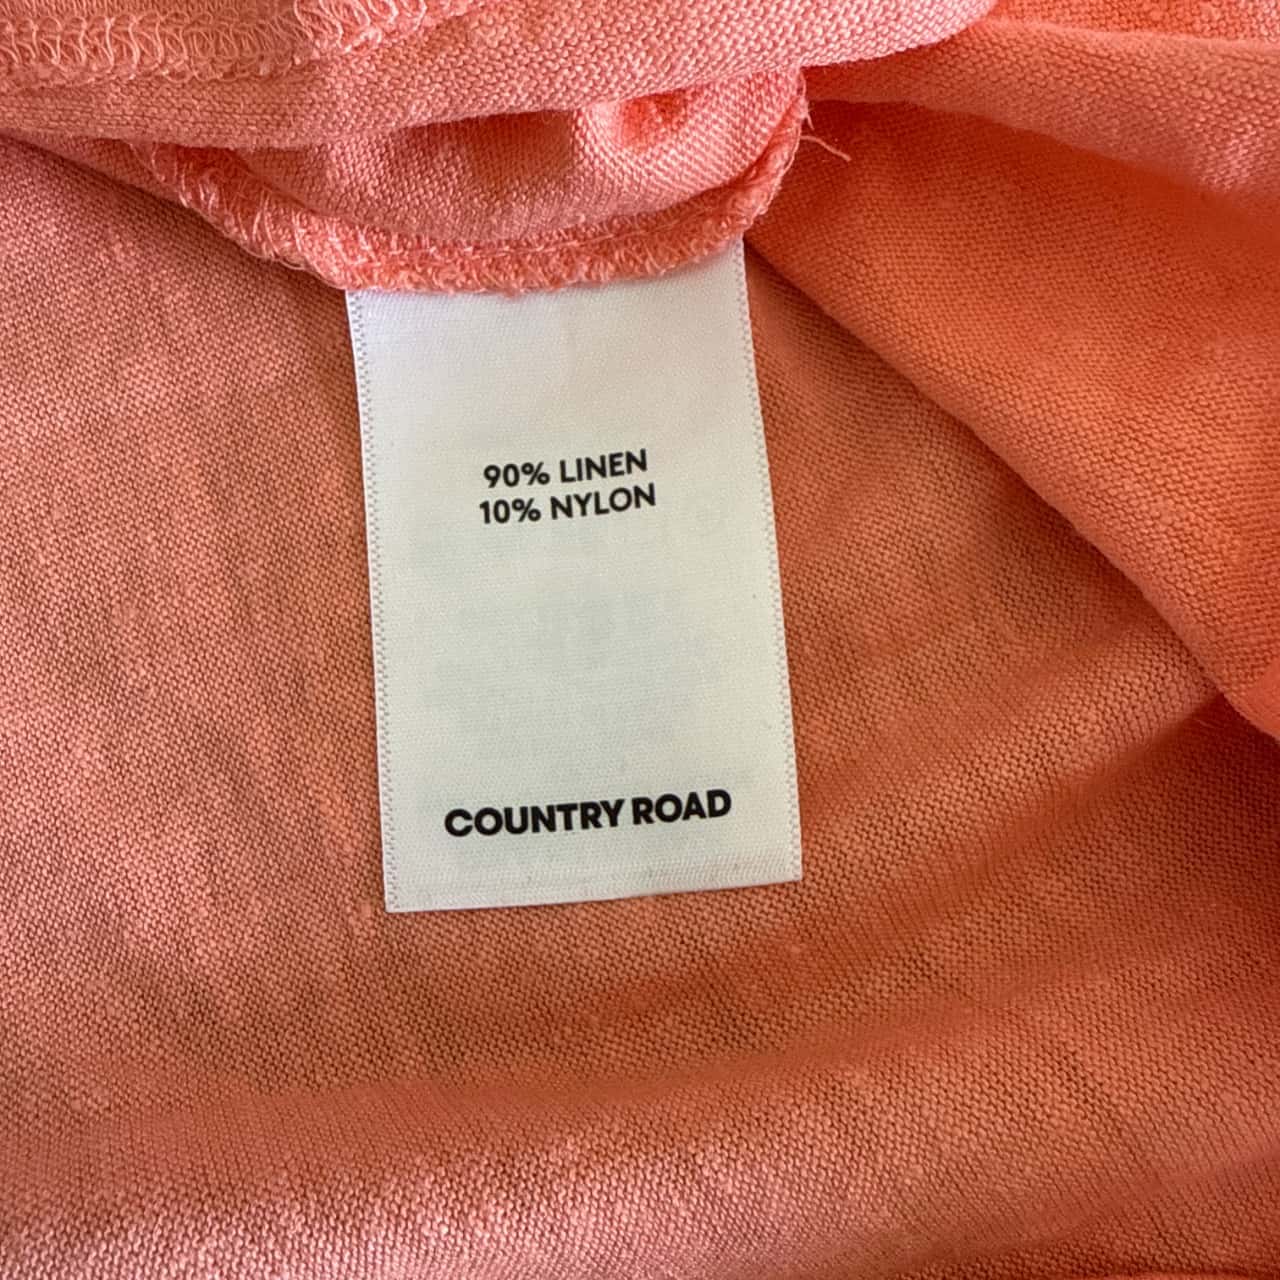 90% LINEN
10% NYLON
COUNTRY ROAD